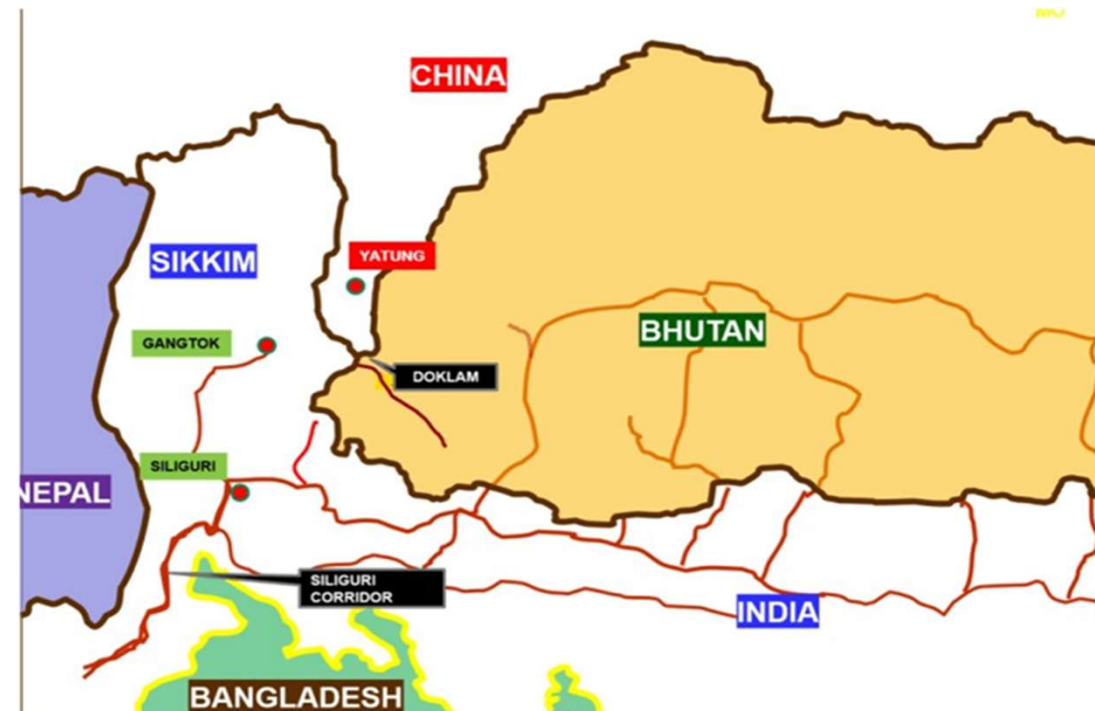 CHINA
SIKKIM
YATUNG
GANGTOK
BHUTAN
DOKLAM
SILIGURI
NEPAL
SILIGURI
CORRIDOR
INDIA
BANGLADESH